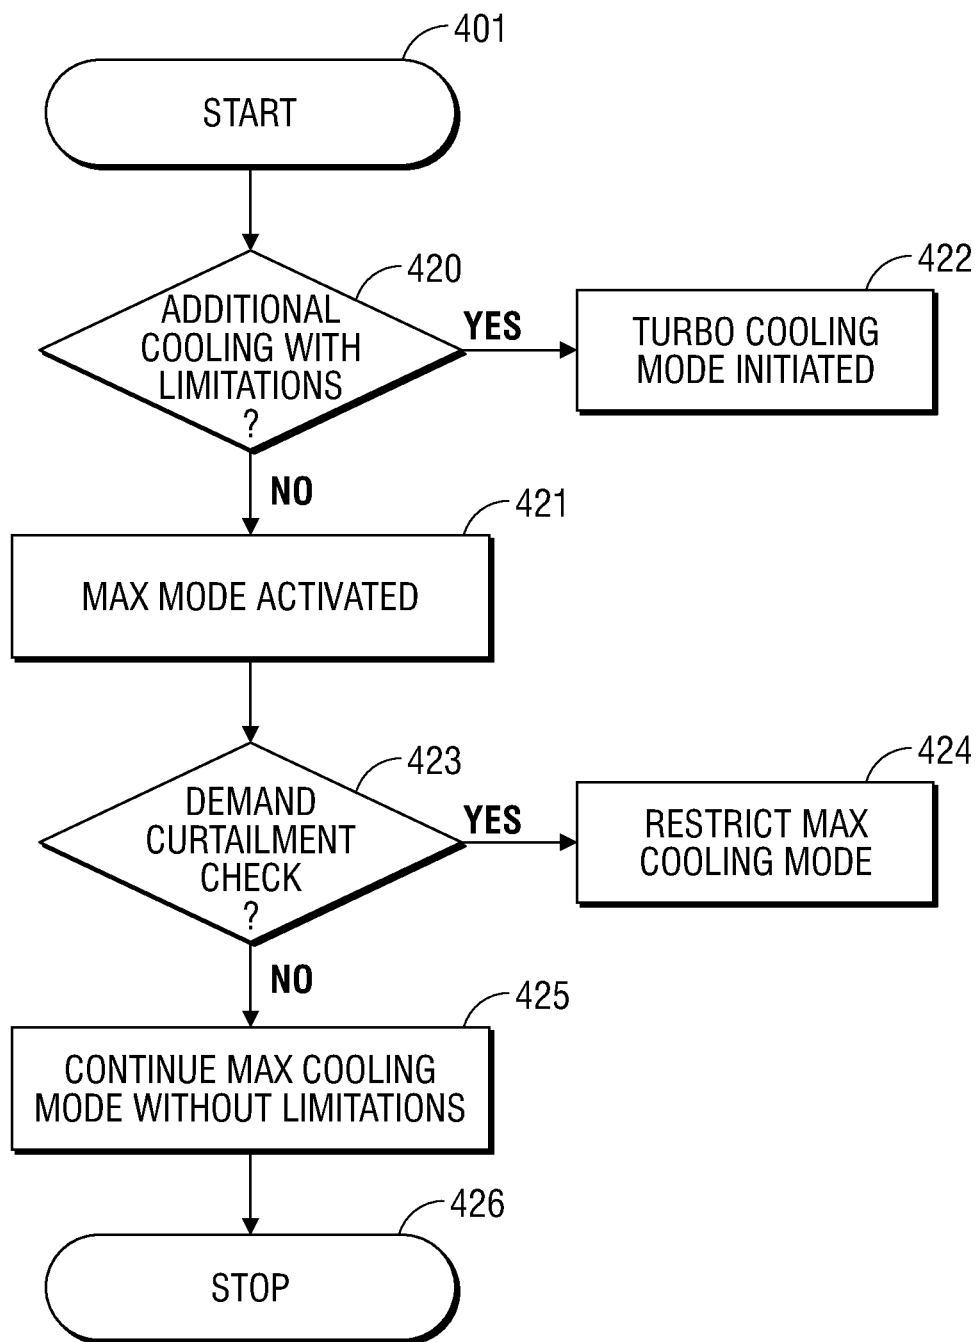 401
START
420
ADDITIONAL
COOLING WITH
LIMITATIONS
?
YES
422
TURBO COOLING
MODE INITIATED
NO
421
MAX MODE ACTIVATED
423
DEMAND
CURTAILMENT
CHECK
?
YES
424
RESTRICT MAX
COOLING MODE
NO
425
CONTINUE MAX COOLING
MODE WITHOUT LIMITATIONS
426
STOP